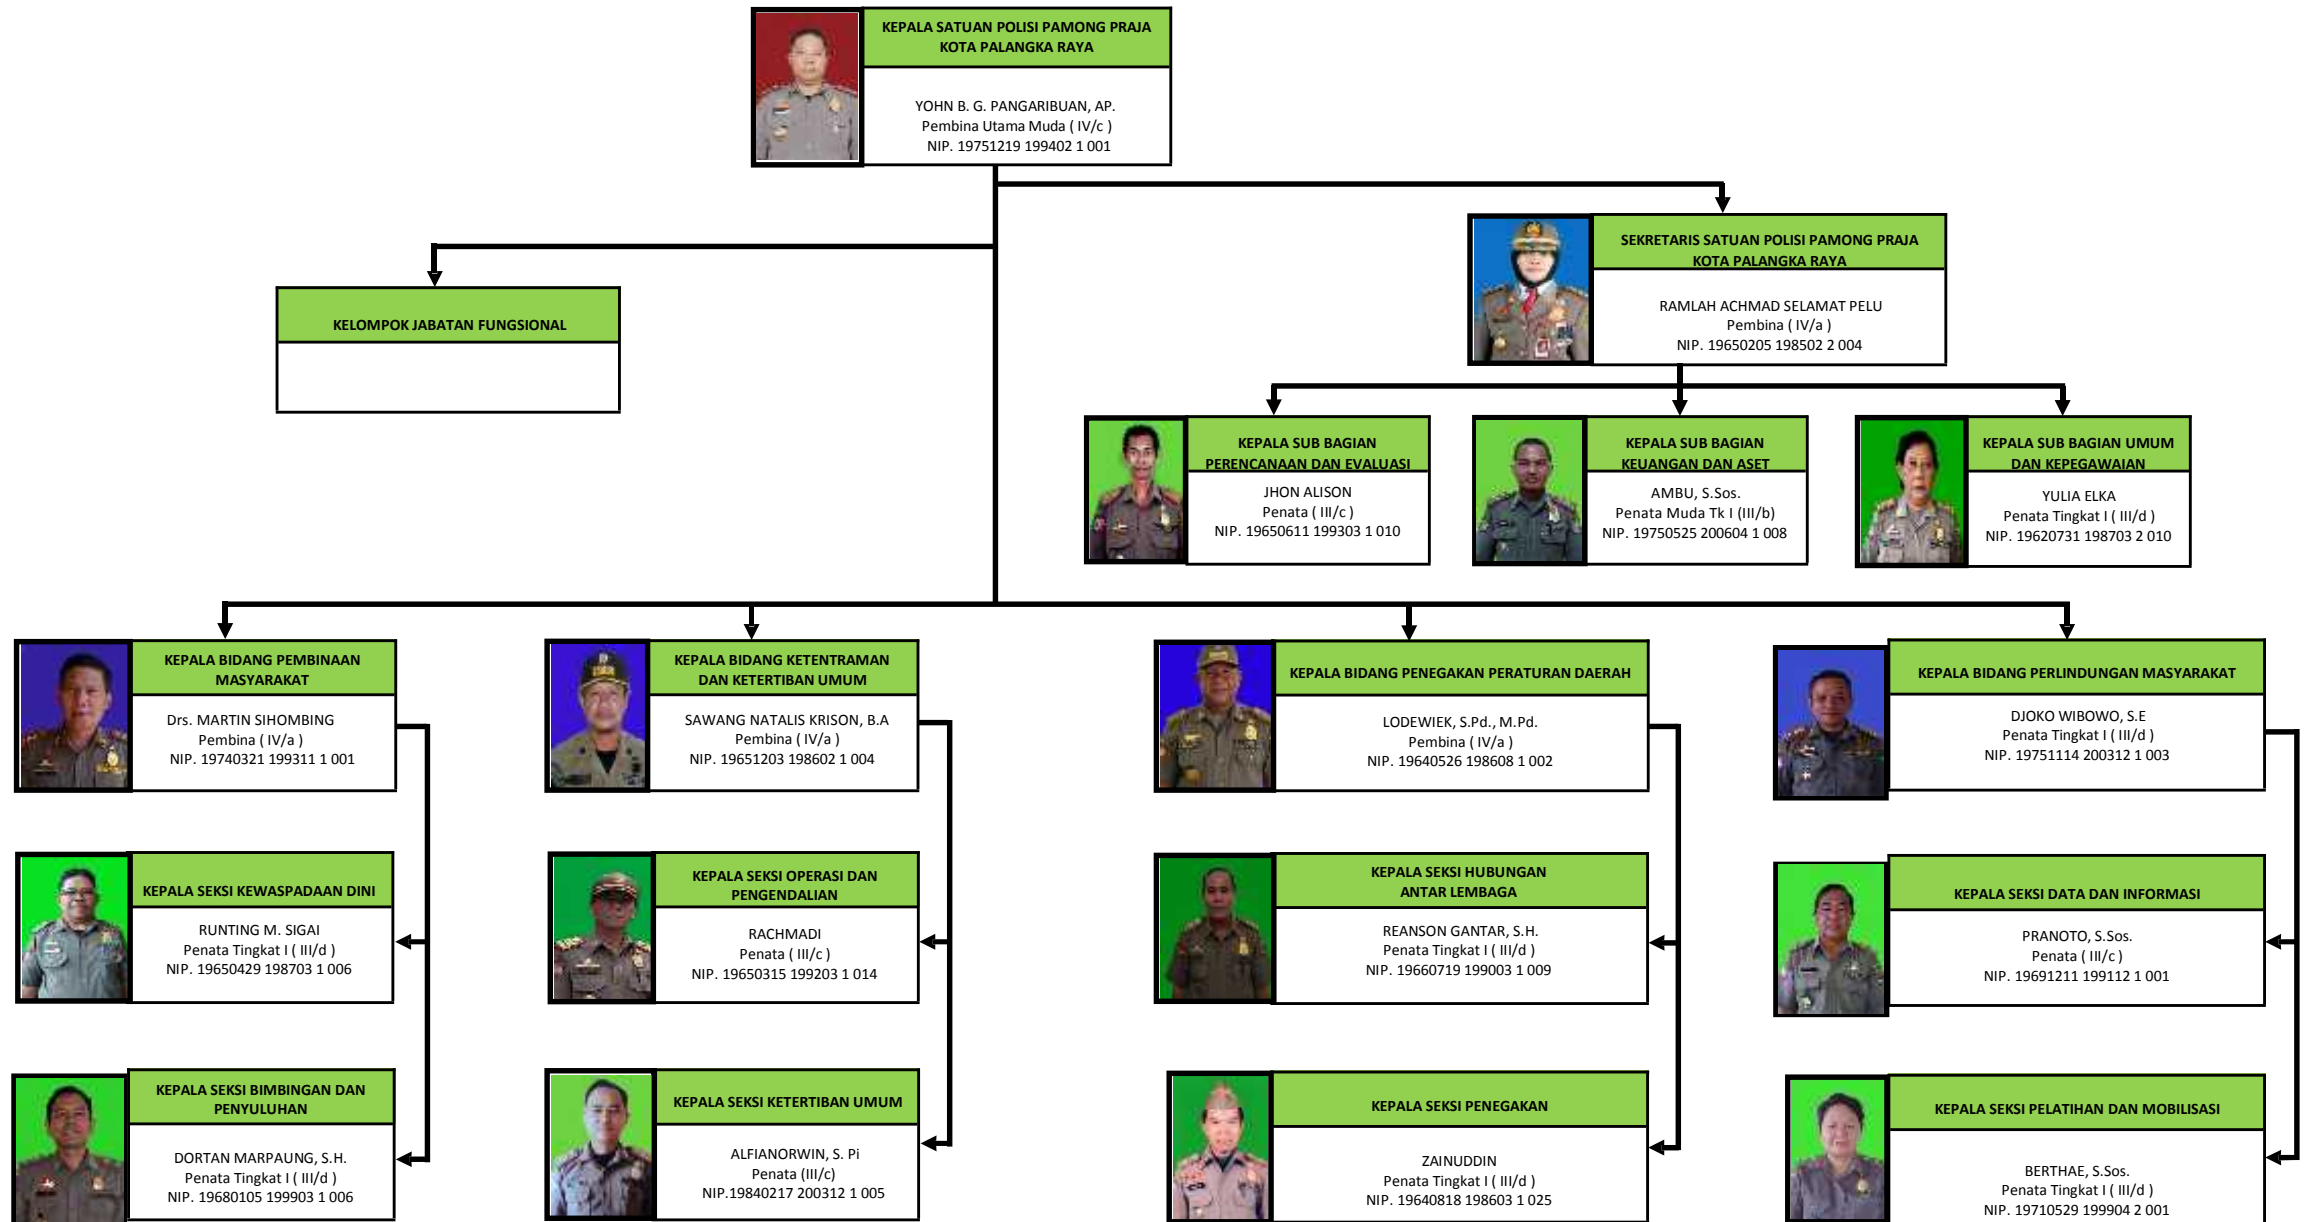 KEPALA SATUAN POLISI PAMONG PRAJA
KOTA PALANGKA RAYA
YOHN B. G. PANGARIBUAN, AP.
Pembina Utama Muda ( IV/c )
NIP. 19751219 199402 1 001
SEKRETARIS SATUAN POLISI PAMONG PRAJA
KOTA PALANGKA RAYA
RAMLAH ACHMAD SELAMAT PELU
Pembina ( IV/a )
NIP. 19650205 198502 2 004
KELOMPOK JABATAN FUNGSIONAL
KEPALA SUB BAGIAN
PERENCANAAN DAN EVALUASI
JHON ALISON
Penata ( III/c )
NIP. 19650611 199303 1 010
KEPALA SUB BAGIAN
KEUANGAN DAN ASET
AMBU, S.Sos.
Penata Muda Tk I (III/b)
NIP. 19750525 200604 1 008
KEPALA SUB BAGIAN UMUM
DAN KEPEGAWAIAN
YULIA ELKA
Penata Tingkat I ( III/d )
NIP. 19620731 198703 2 010
KEPALA BIDANG PEMBINAAN
MASYARAKAT
Drs. MARTIN SIHOMBING
Pembina ( IV/a )
NIP. 19740321 199311 1 001
KEPALA BIDANG KETENTRAMAN
DAN KETERTIBAN UMUM
SAWANG NATALIS KRISON, B.A
Pembina ( IV/a )
NIP. 19651203 198602 1 004
KEPALA BIDANG PENEGAKAN PERATURAN DAERAH
LODEWIEK, S.Pd., M.Pd.
Pembina ( IV/a )
NIP. 19640526 198608 1 002
KEPALA BIDANG PERLINDUNGAN MASYARAKAT
DJOKO WIBOWO, S.E
Penata Tingkat I ( III/d )
NIP. 19751114 200312 1 003
KEPALA SEKSI KEWASPADAAN DINI
RUNTING M. SIGAI
Penata Tingkat I ( III/d )
NIP. 19650429 198703 1 006
KEPALA SEKSI OPERASI DAN
PENGENDALIAN
RACHMADI
Penata ( III/c )
NIP. 19650315 199203 1 014
KEPALA SEKSI HUBUNGAN
ANTAR LEMBAGA
REANSON GANTAR, S.H.
Penata Tingkat I ( III/d )
NIP. 19660719 199003 1 009
KEPALA SEKSI DATA DAN INFORMASI
PRANOTO, S.Sos.
Penata ( III/c )
NIP. 19691211 199112 1 001
KEPALA SEKSI BIMBINGAN DAN
PENYULUHAN
DORTAN MARPAUNG, S.H.
Penata Tingkat I ( III/d )
NIP. 19680105 199903 1 006
KEPALA SEKSI KETERTIBAN UMUM
ALFIANORWIN, S. Pi
Penata (III/c)
NIP.19840217 200312 1 005
KEPALA SEKSI PENEGAKAN
ZAINUDDIN
Penata Tingkat I ( III/d )
NIP. 19640818 198603 1 025
KEPALA SEKSI PELATIHAN DAN MOBILISASI
BERTHAE, S.Sos.
Penata Tingkat I ( III/d )
NIP. 19710529 199904 2 001